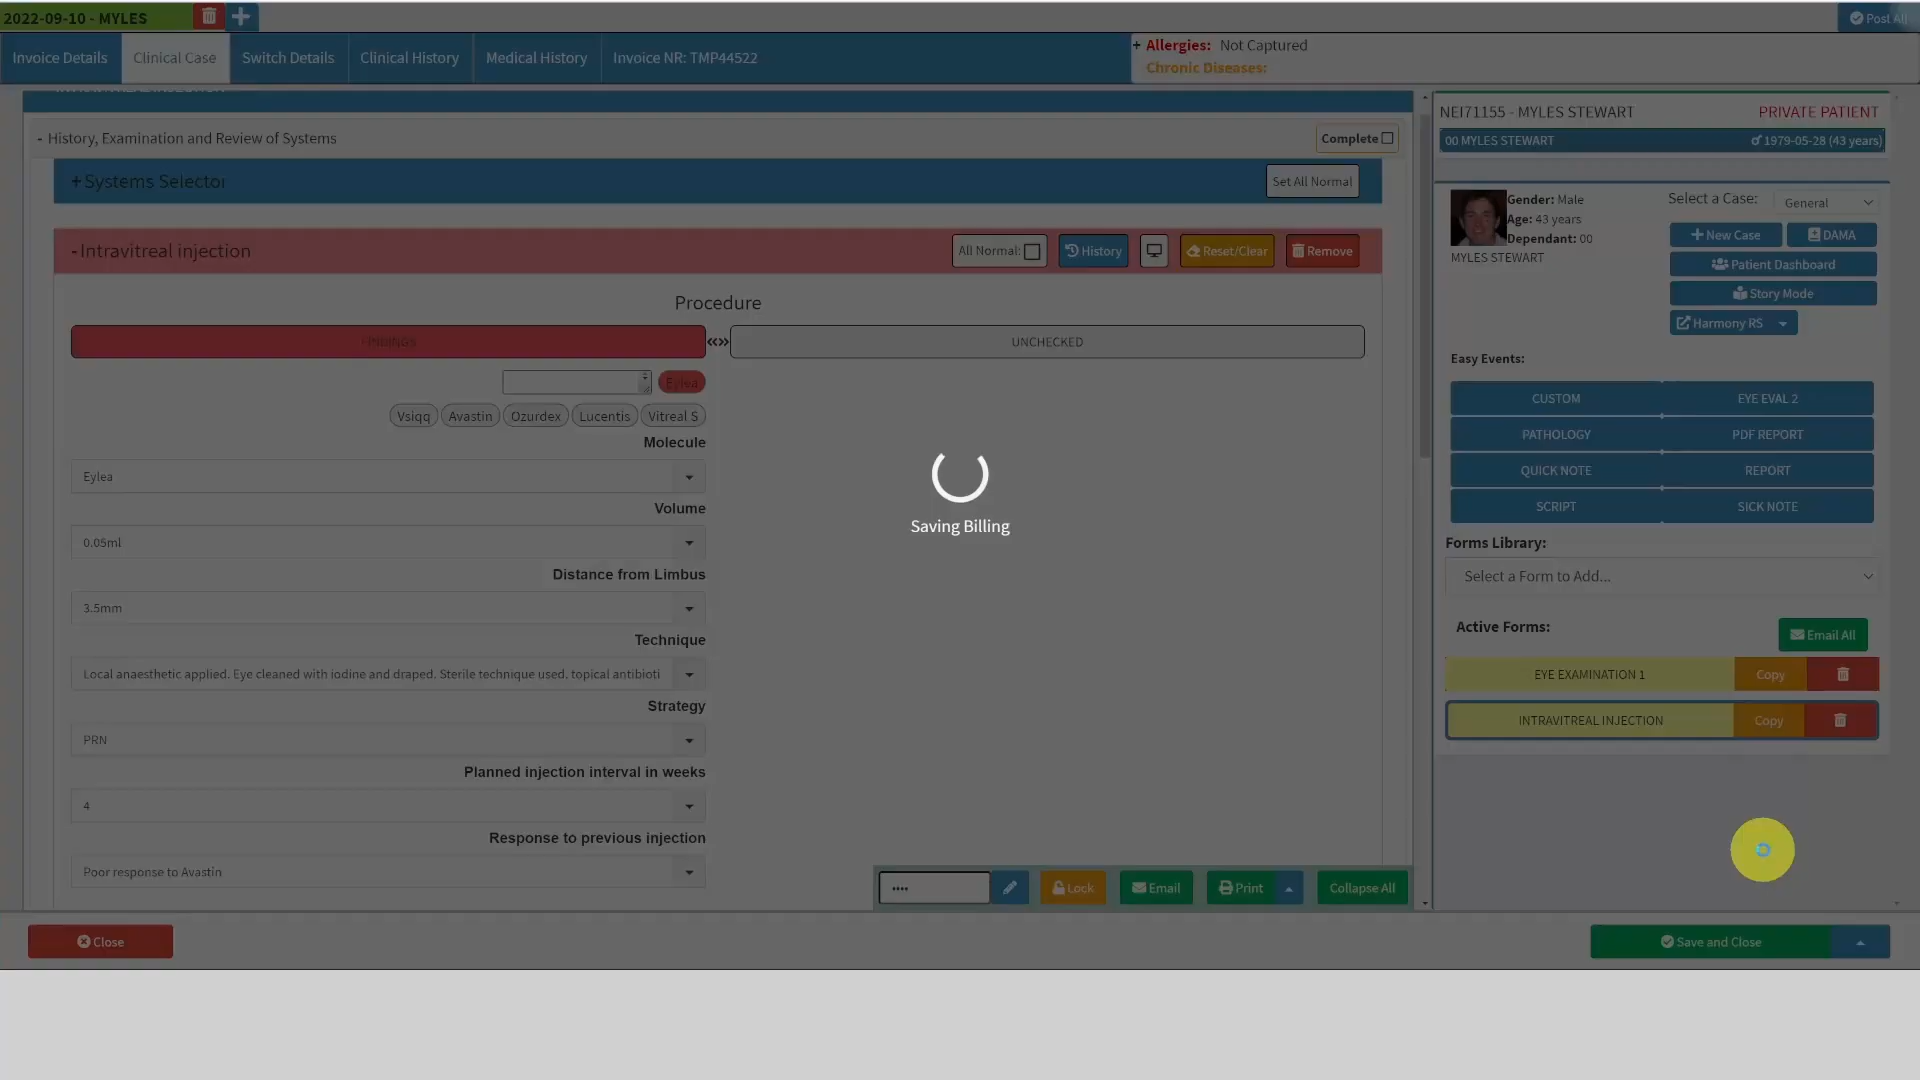 2022-09-10 - MYLES
Post All
Invoice Details
Clinical Case
Switch Details
Clinical History
Medical History
Invoice NR: TMP44522
+ Allergies: Not Captured
Chronic Diseases:
- History, Examination and Review of Systems
Complete
+Systems Selector
Set All Normal
-Intravitreal injection
All Normal:
History
Reset/Clear
Remove
Procedure
FINDINGS
«»
UNCHECKED
Eylea
Vsiqq
Avastin
Ozurdex
Lucentis
Vitreal S
Molecule
Eylea
Volume
0.05ml
Distance from Limbus
3.5mm
Technique
Local anaesthetic applied. Eye cleaned with iodine and draped. Sterile technique used. topical antibioti
Strategy
PRN
Planned injection interval in weeks
4
Response to previous injection
Poor response to Avastin
Saving Billing
Lock
Email
Print
Collapse All
Close
NEI71155 - MYLES STEWART
PRIVATE PATIENT
00 MYLES STEWART
1979-05-28 (43 years)
Gender: Male
Age: 43 years
Dependant: 00
MYLES STEWART
Select a Case:
General
New Case
DAMA
Patient Dashboard
Story Mode
Harmony RS
Easy Events:
CUSTOM
EYE EVAL 2
PATHOLOGY
PDF REPORT
QUICK NOTE
REPORT
SCRIPT
SICK NOTE
Forms Library:
Select a Form to Add...
Active Forms:
Email All
EYE EXAMINATION 1
Copy
INTRAVITREAL INJECTION
Copy
Save and Close